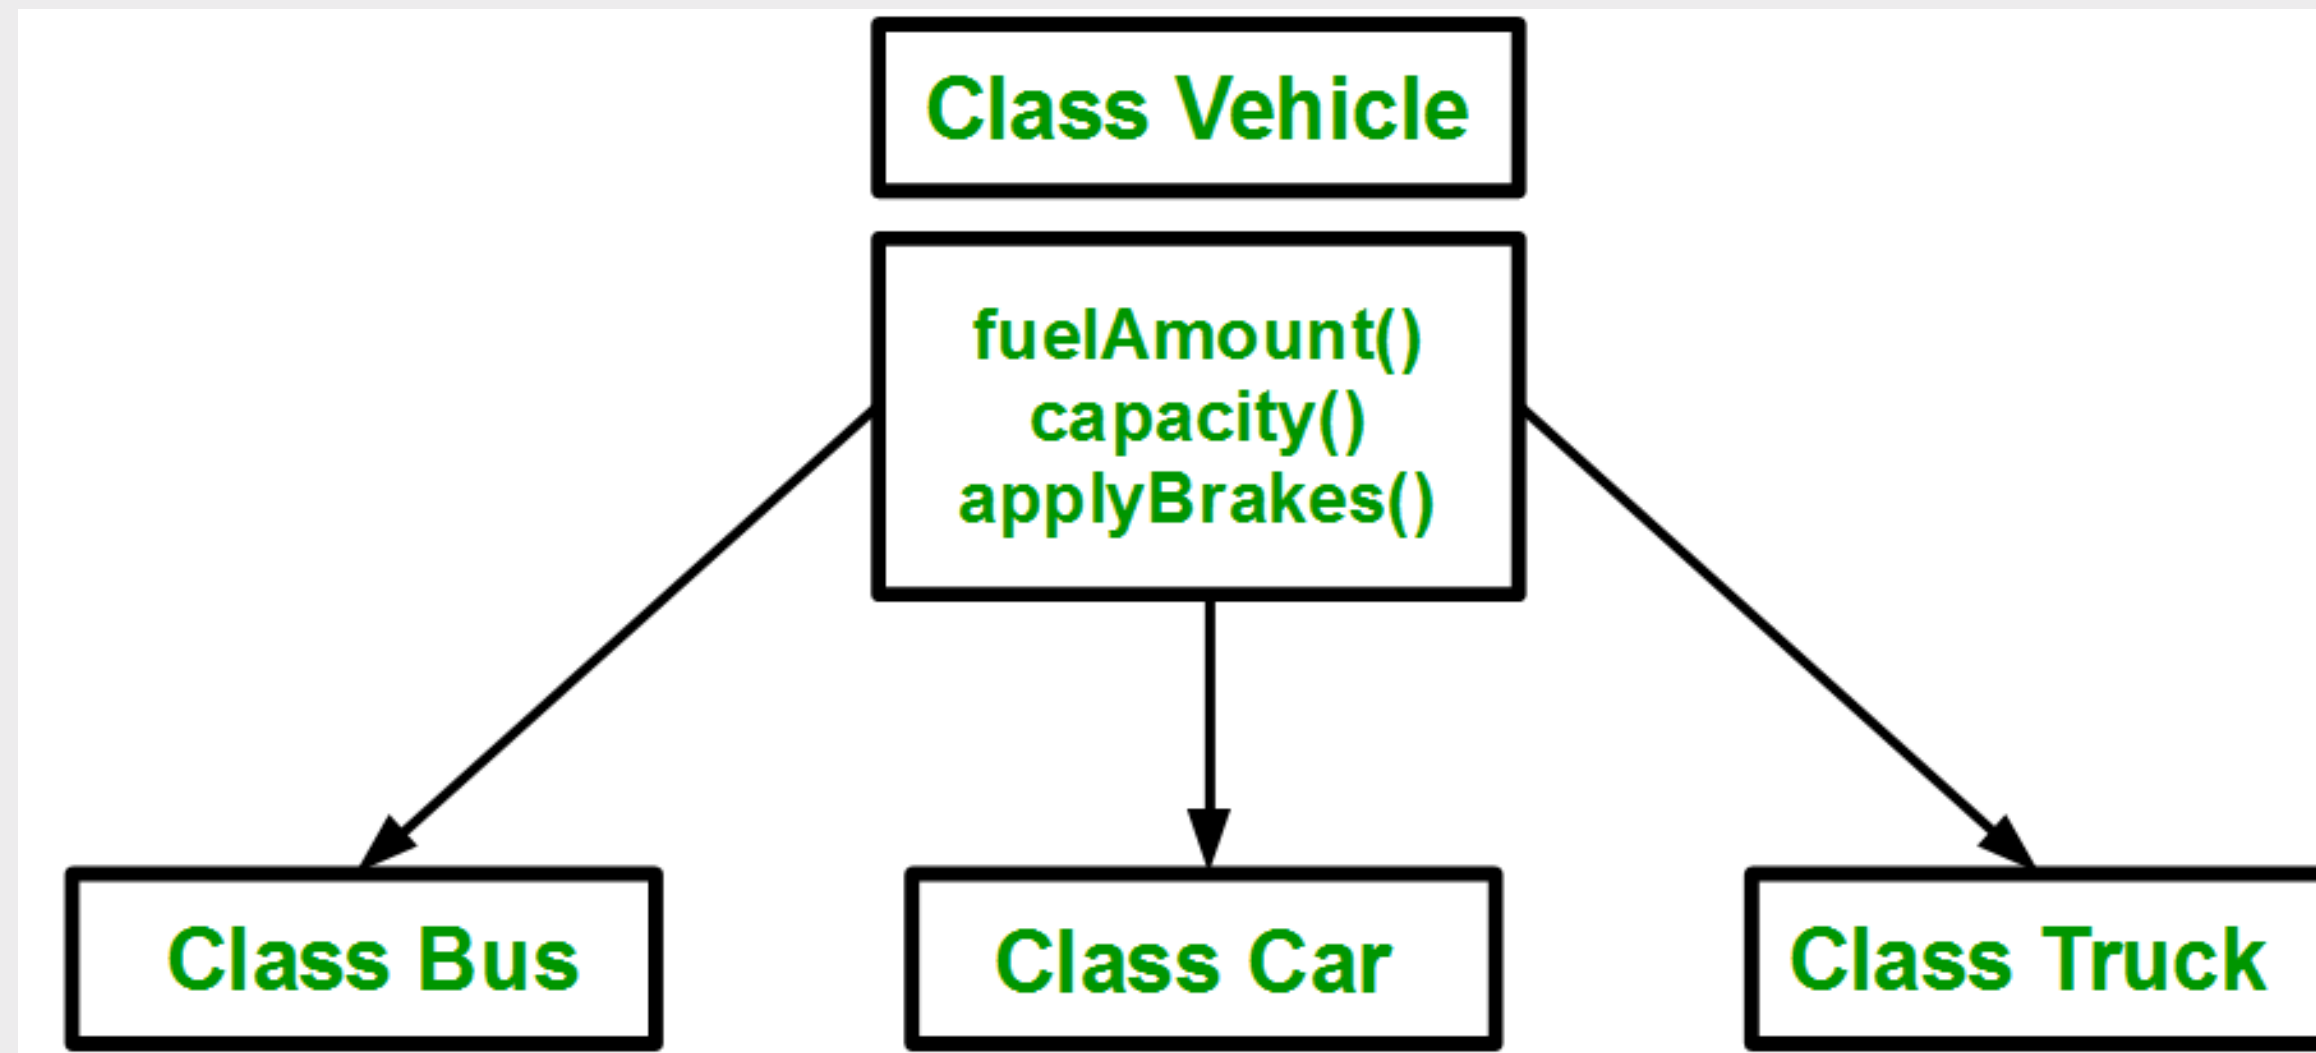 Class Vehicle
fuelAmount()
capacity()
applyBrakes()
Class Bus
Class Car
Class Truck